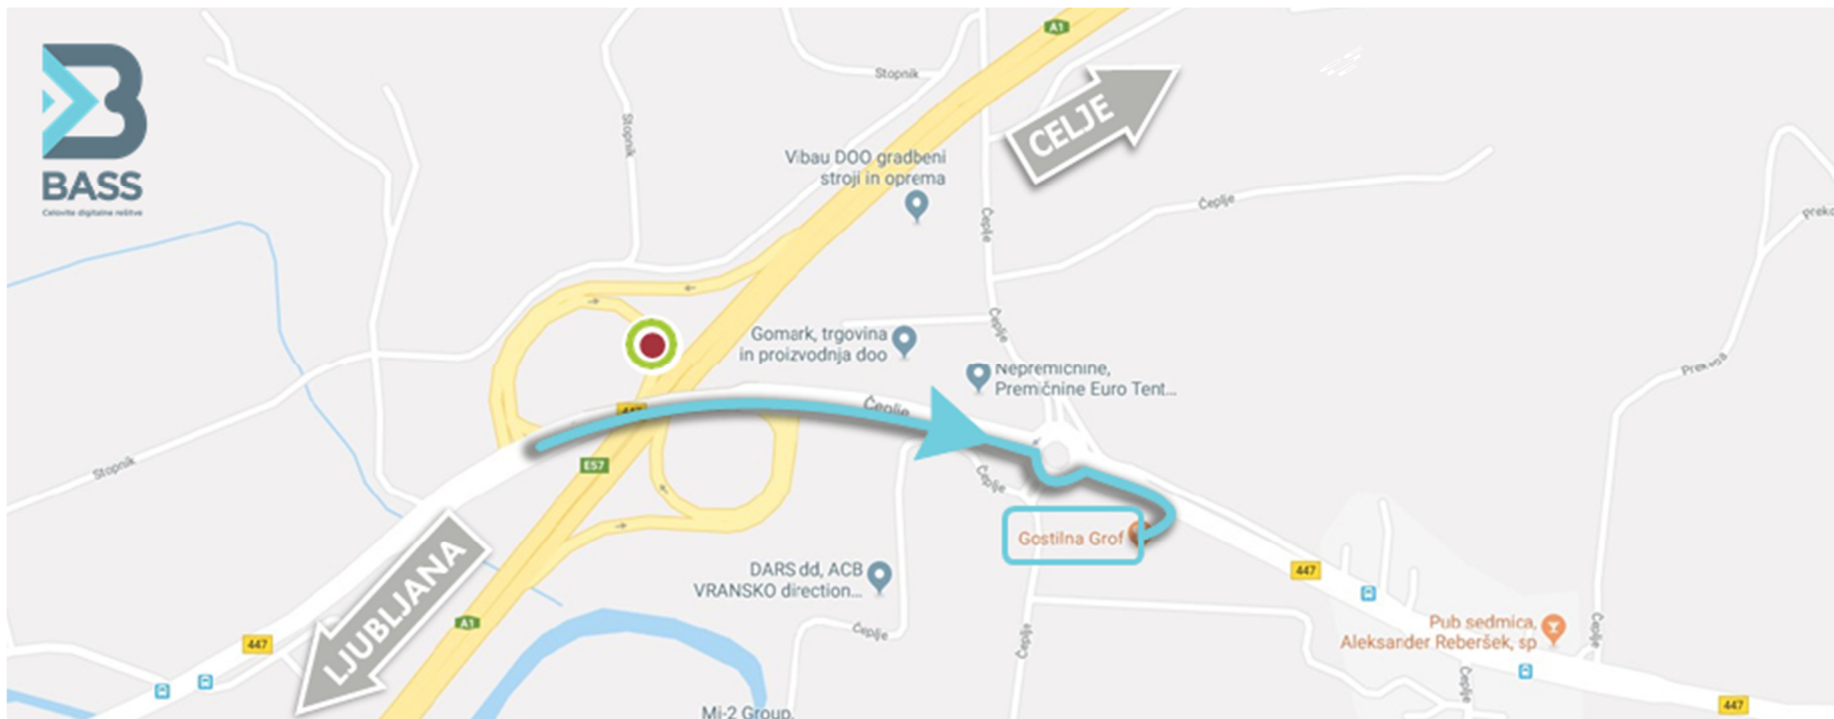 BASS
Celovite digitalne rešitve
A1
Stopnik
Stopnik
CELJE
Vibau DOO gradbeni
stroji in oprema
Čeplje
Čeplje
Preko
Čeplje
Gomark, trgovina
in proizvodnja doo
Nepremičnine,
Premičnine Euro Tent...
447
Čeplje
E57
Stopnik
Čeplje
Gostilna Grof
LJUBLJANA
DARS dd, ACB
VRANSKO direction...
447
A1
Čeplje
Čeplje
Pub sedmica,
Aleksander Reberšek, sp
Čeplje
447
Čeplje
447
Mi-2 Group,